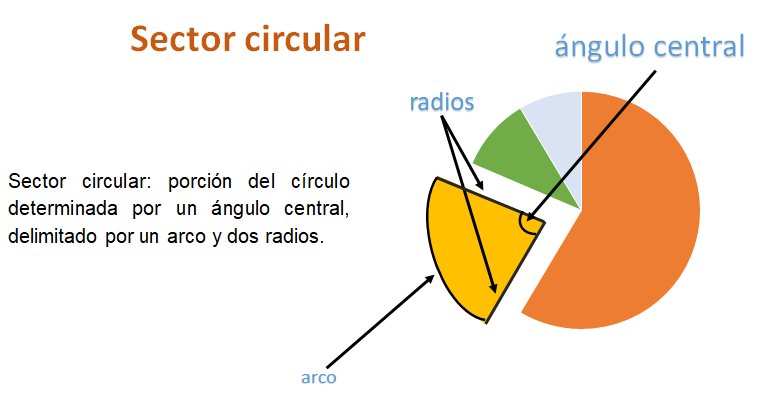 Sector circular
ángulo central
radios
Sector circular: porción del círculo
determinada por un ángulo central,
delimitado por un arco y dos radios.
arco